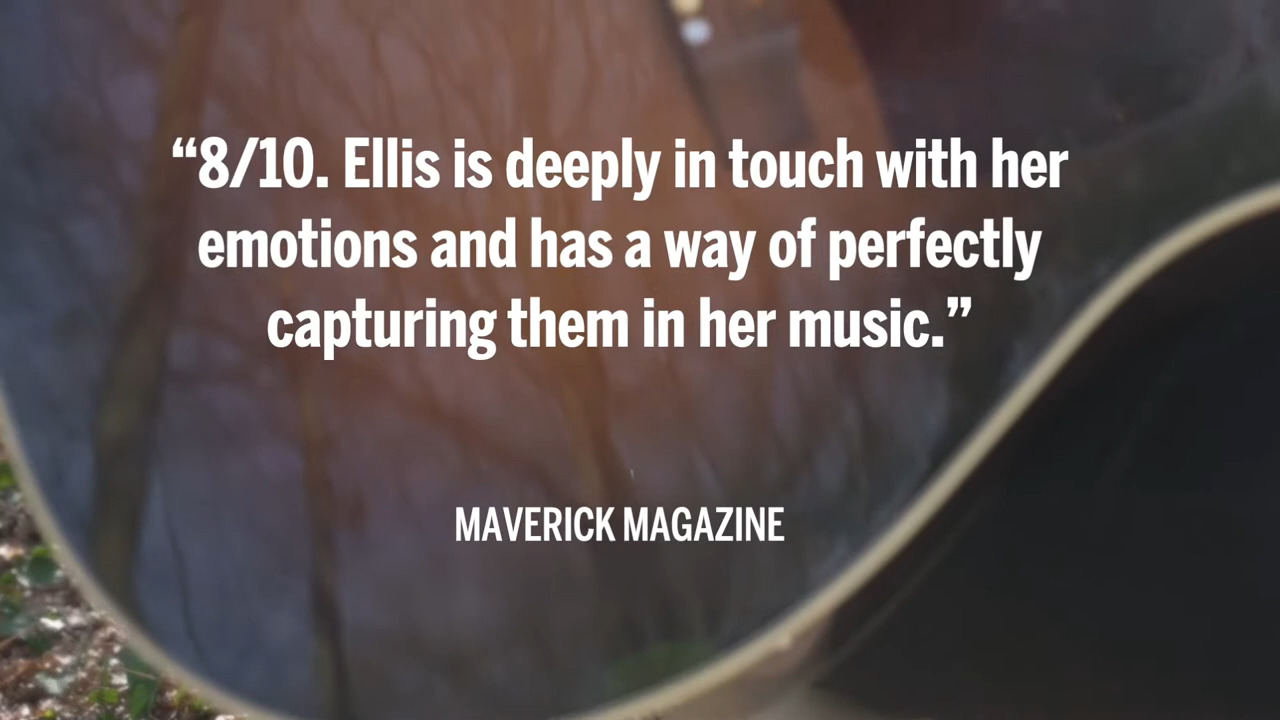 “8/10. Ellis is deeply in touch with her
emotions and has a way of perfectly
capturing them in her music.”
MAVERICK MAGAZINE